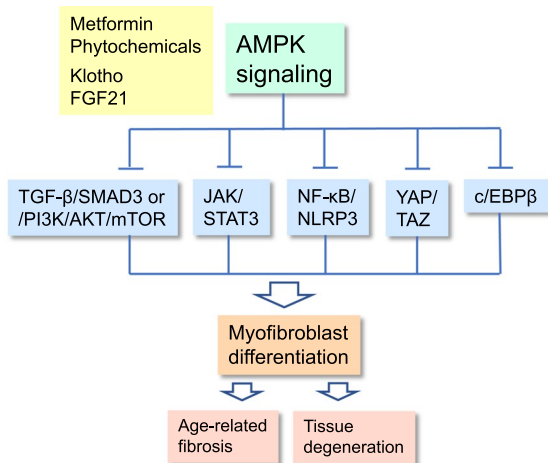 Metformin
Phytochemicals
Klotho
FGF21
AMPK
signaling
TGF-β/SMAD3 or
/PI3K/AKT/mTOR
JAK/
STAT3
NF-κB/
NLRP3
YAP/
TAZ
c/EBPβ
Myofibroblast
differentiation
Age-related
fibrosis
Tissue
degeneration